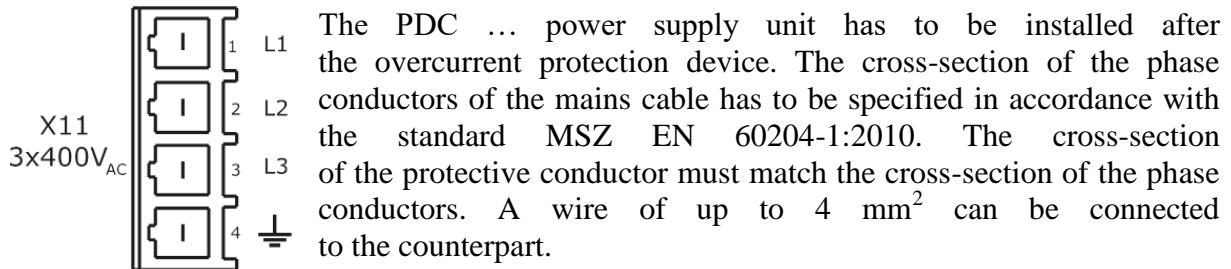 X11
3x400VAC
1 L1
2 L2
3 L3
4
The PDC … power supply unit has to be installed after
the overcurrent protection device. The cross-section of the phase
conductors of the mains cable has to be specified in accordance with
the standard MSZ EN 60204-1:2010. The cross-section
of the protective conductor must match the cross-section of the phase
conductors. A wire of up to 4 mm² can be connected
to the counterpart.